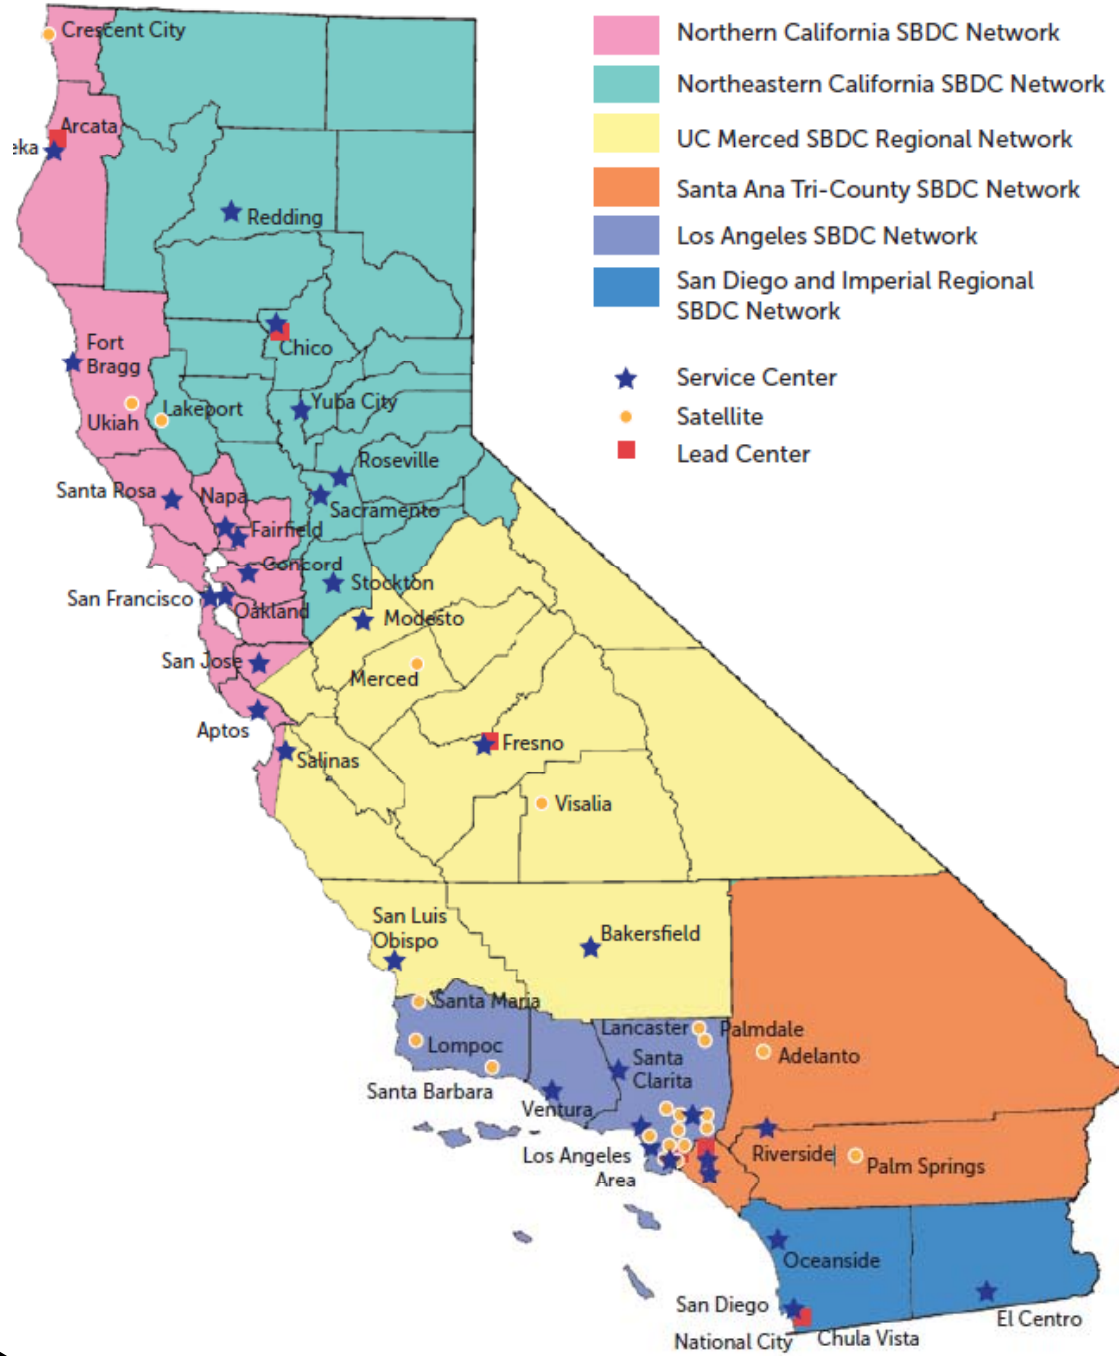 Crescent City
Northern California SBDC Network
Northeastern California SBDC Network
UC Merced SBDC Regional Network
Santa Ana Tri-County SBDC Network
Los Angeles SBDC Network
San Diego and Imperial Regional
SBDC Network
Service Center
Satellite
Lead Center
Arcata
eka
Redding
Chico
Fort
Bragg
Ukiah
Lakeport
Yuba City
Roseville
Santa Rosa
Napa
Sacramento
Fairfield
Concord
Stockton
San Francisco
Oakland
Modesto
San Jose
Merced
Aptos
Salinas
Fresno
Visalia
San Luis
Obispo
Bakersfield
Santa Maria
Lancaster
Palmdale
Lompoc
Santa
Clarita
Adelanto
Santa Barbara
Ventura
Los Angeles
Area
Riverside
Palm Springs
Oceanside
San Diego
National City
Chula Vista
El Centro